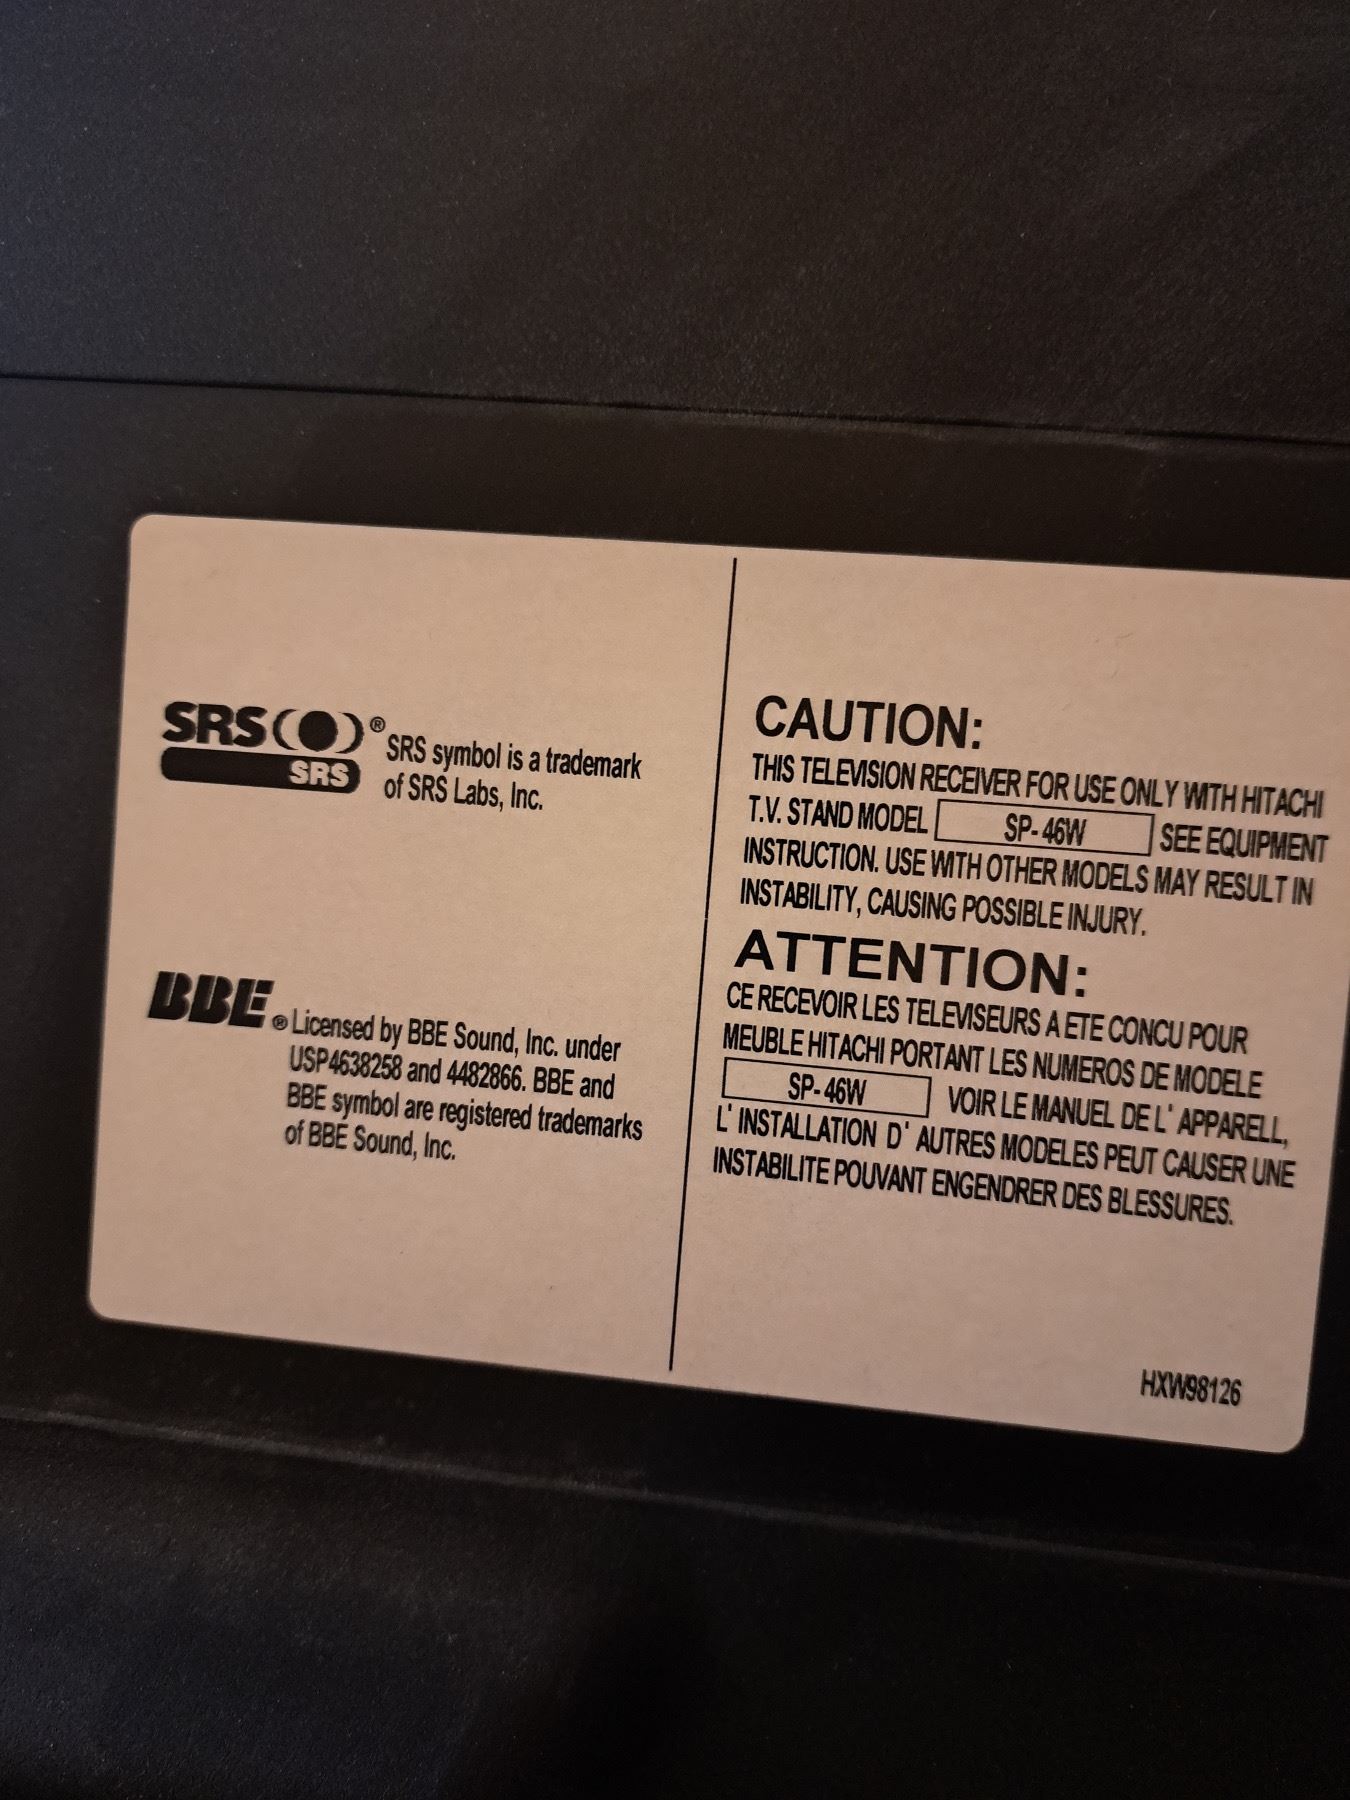 SRS(●)®
SRS
SRS symbol is a trademark
of SRS Labs, Inc.
BBE
® Licensed by BBE Sound, Inc. under
USP4638258 and 4482866. BBE and
BBE symbol are registered trademarks
of BBE Sound, Inc.
CAUTION:
THIS TELEVISION RECEIVER FOR USE ONLY WITH HITACHI
T.V. STAND MODEL SP-46W SEE EQUIPMENT
INSTRUCTION. USE WITH OTHER MODELS MAY RESULT IN
INSTABILITY, CAUSING POSSIBLE INJURY.
ATTENTION:
CE RECEVOIR LES TELEVISEURS A ETE CONCU POUR
MEUBLE HITACHI PORTANT LES NUMEROS DE MODELE
SP-46W VOIR LE MANUEL DE L' APPARELL,
L' INSTALLATION D' AUTRES MODELES PEUT CAUSER UNE
INSTABILITE POUVANT ENGENDRER DES BLESSURES.
HXW98126